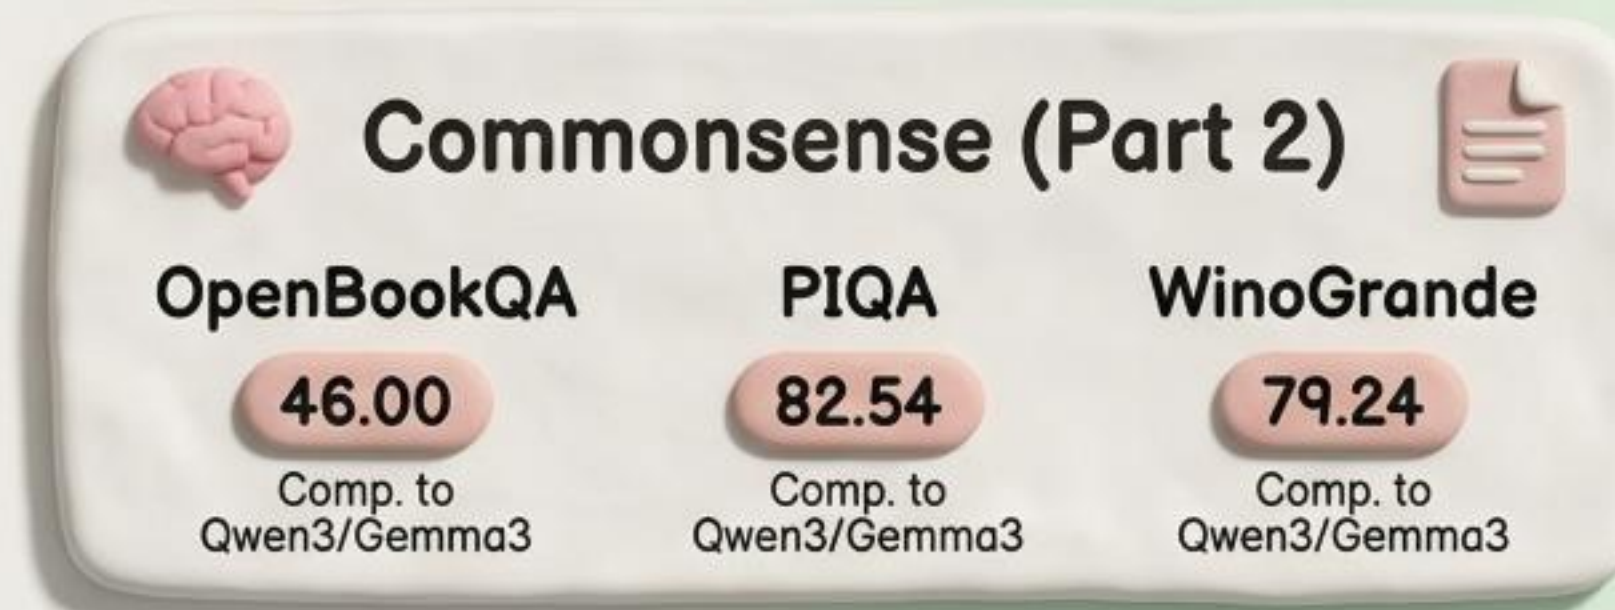 Commonsense (Part 2)
OpenBookQA
PIQA
WinoGrande
46.00
82.54
79.24
Comp. to
Qwen3/Gemma3
Comp. to
Qwen3/Gemma3
Comp. to
Qwen3/Gemma3